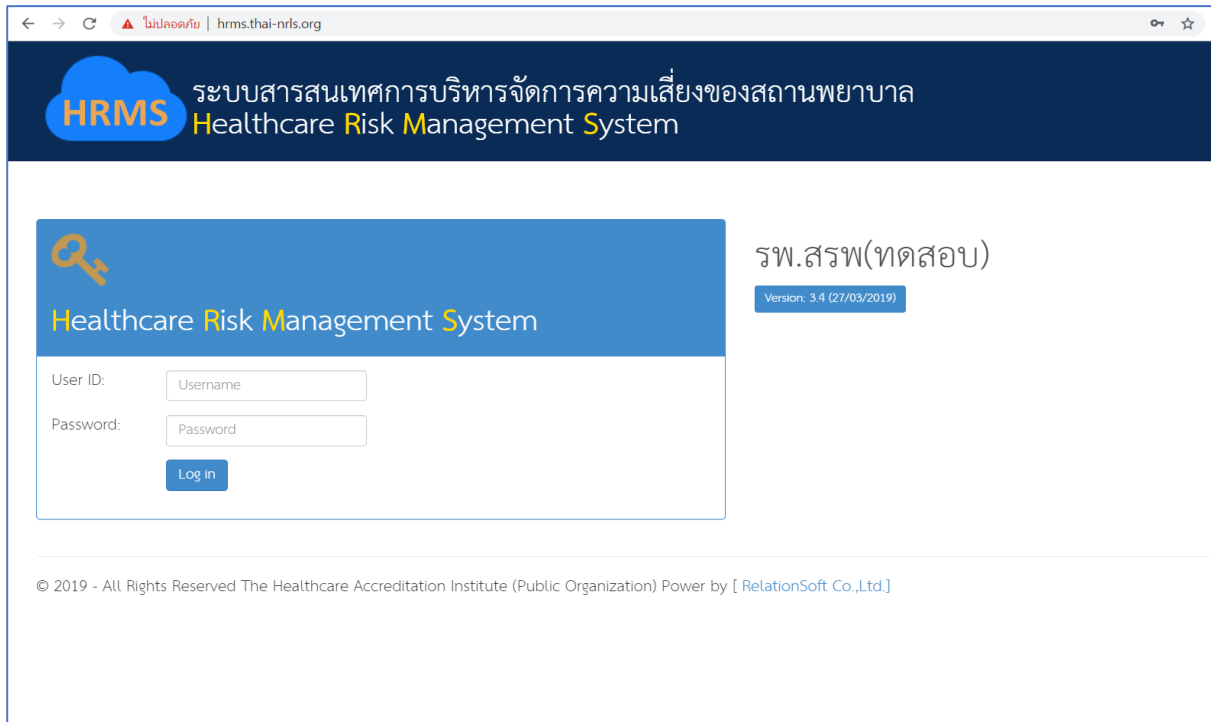 ไม่ปลอดภัย | hrms.thai-nrls.org
HRMS
ระบบสารสนเทศการบริหารจัดการความเสี่ยงของสถานพยาบาล
Healthcare Risk Management System
Healthcare Risk Management System
User ID:
Username
Password:
Password
Log in
รพ.สรพ(ทดสอบ)
Version: 3.4 (27/03/2019)
© 2019 - All Rights Reserved The Healthcare Accreditation Institute (Public Organization) Power by [ RelationSoft Co.,Ltd.]